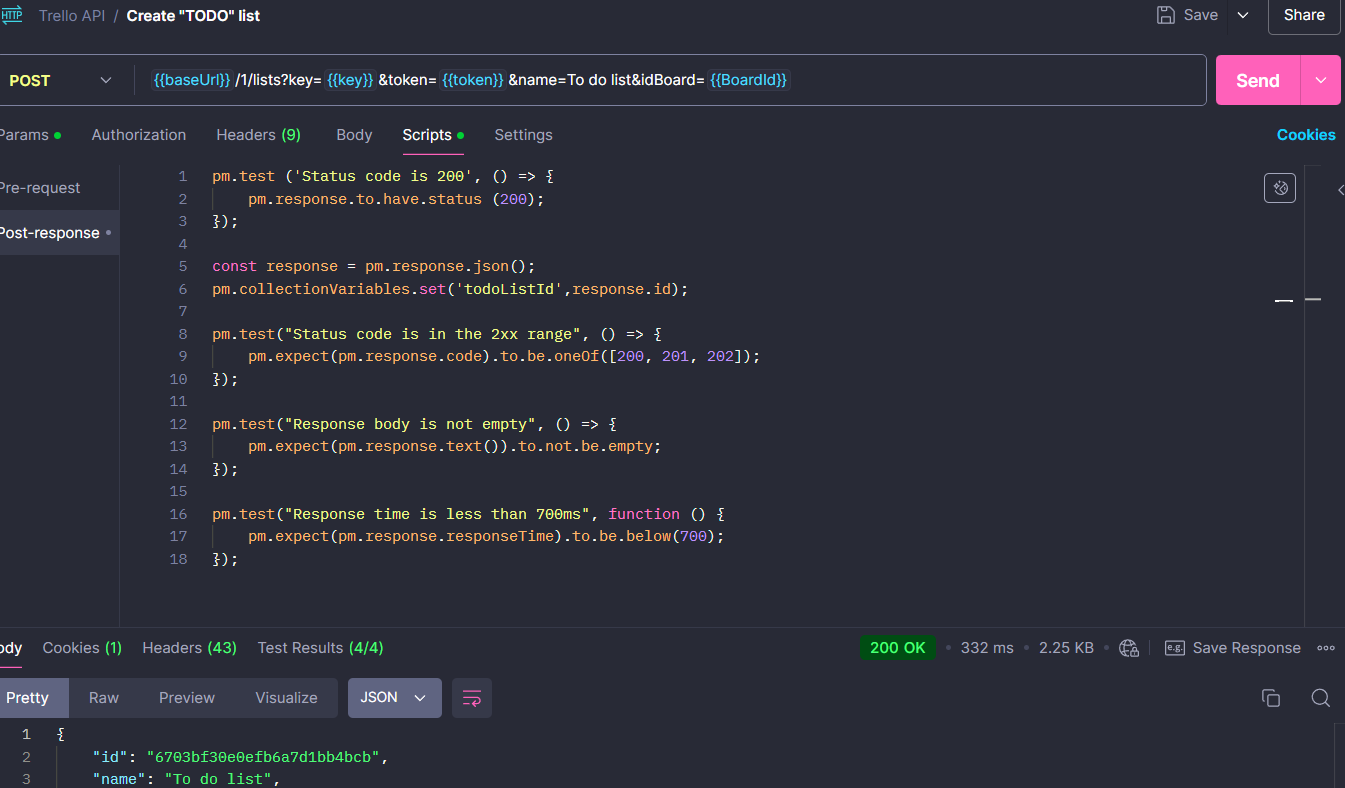 HTTP Trello API / Create "TODO" list Save Share
POST {{baseUrl}}/1/lists?key={{key}}&token={{token}}&name=To do list&idBoard={{BoardId}} Send
Params Authorization Headers (9) Body Scripts Settings Cookies
Pre-request
Post-response
1 pm.test ('Status code is 200', () => {
2 pm.response.to.have.status (200);
3 });
4
5 const response = pm.response.json();
6 pm.collectionVariables.set('todoListId',response.id);
7
8 pm.test("Status code is in the 2xx range", () => {
9 pm.expect(pm.response.code).to.be.oneOf([200, 201, 202]);
10 });
11
12 pm.test("Response body is not empty", () => {
13 pm.expect(pm.response.text()).to.not.be.empty;
14 });
15
16 pm.test("Response time is less than 700ms", function () {
17 pm.expect(pm.response.responseTime).to.be.below(700);
18 });
ody Cookies (1) Headers (43) Test Results (4/4) 200 OK 332 ms 2.25 KB e.g. Save Response
Pretty Raw Preview Visualize JSON
1 {
2 "id": "6703bf30e0efb6a7d1bb4bcb",
3 "name": "To do list",